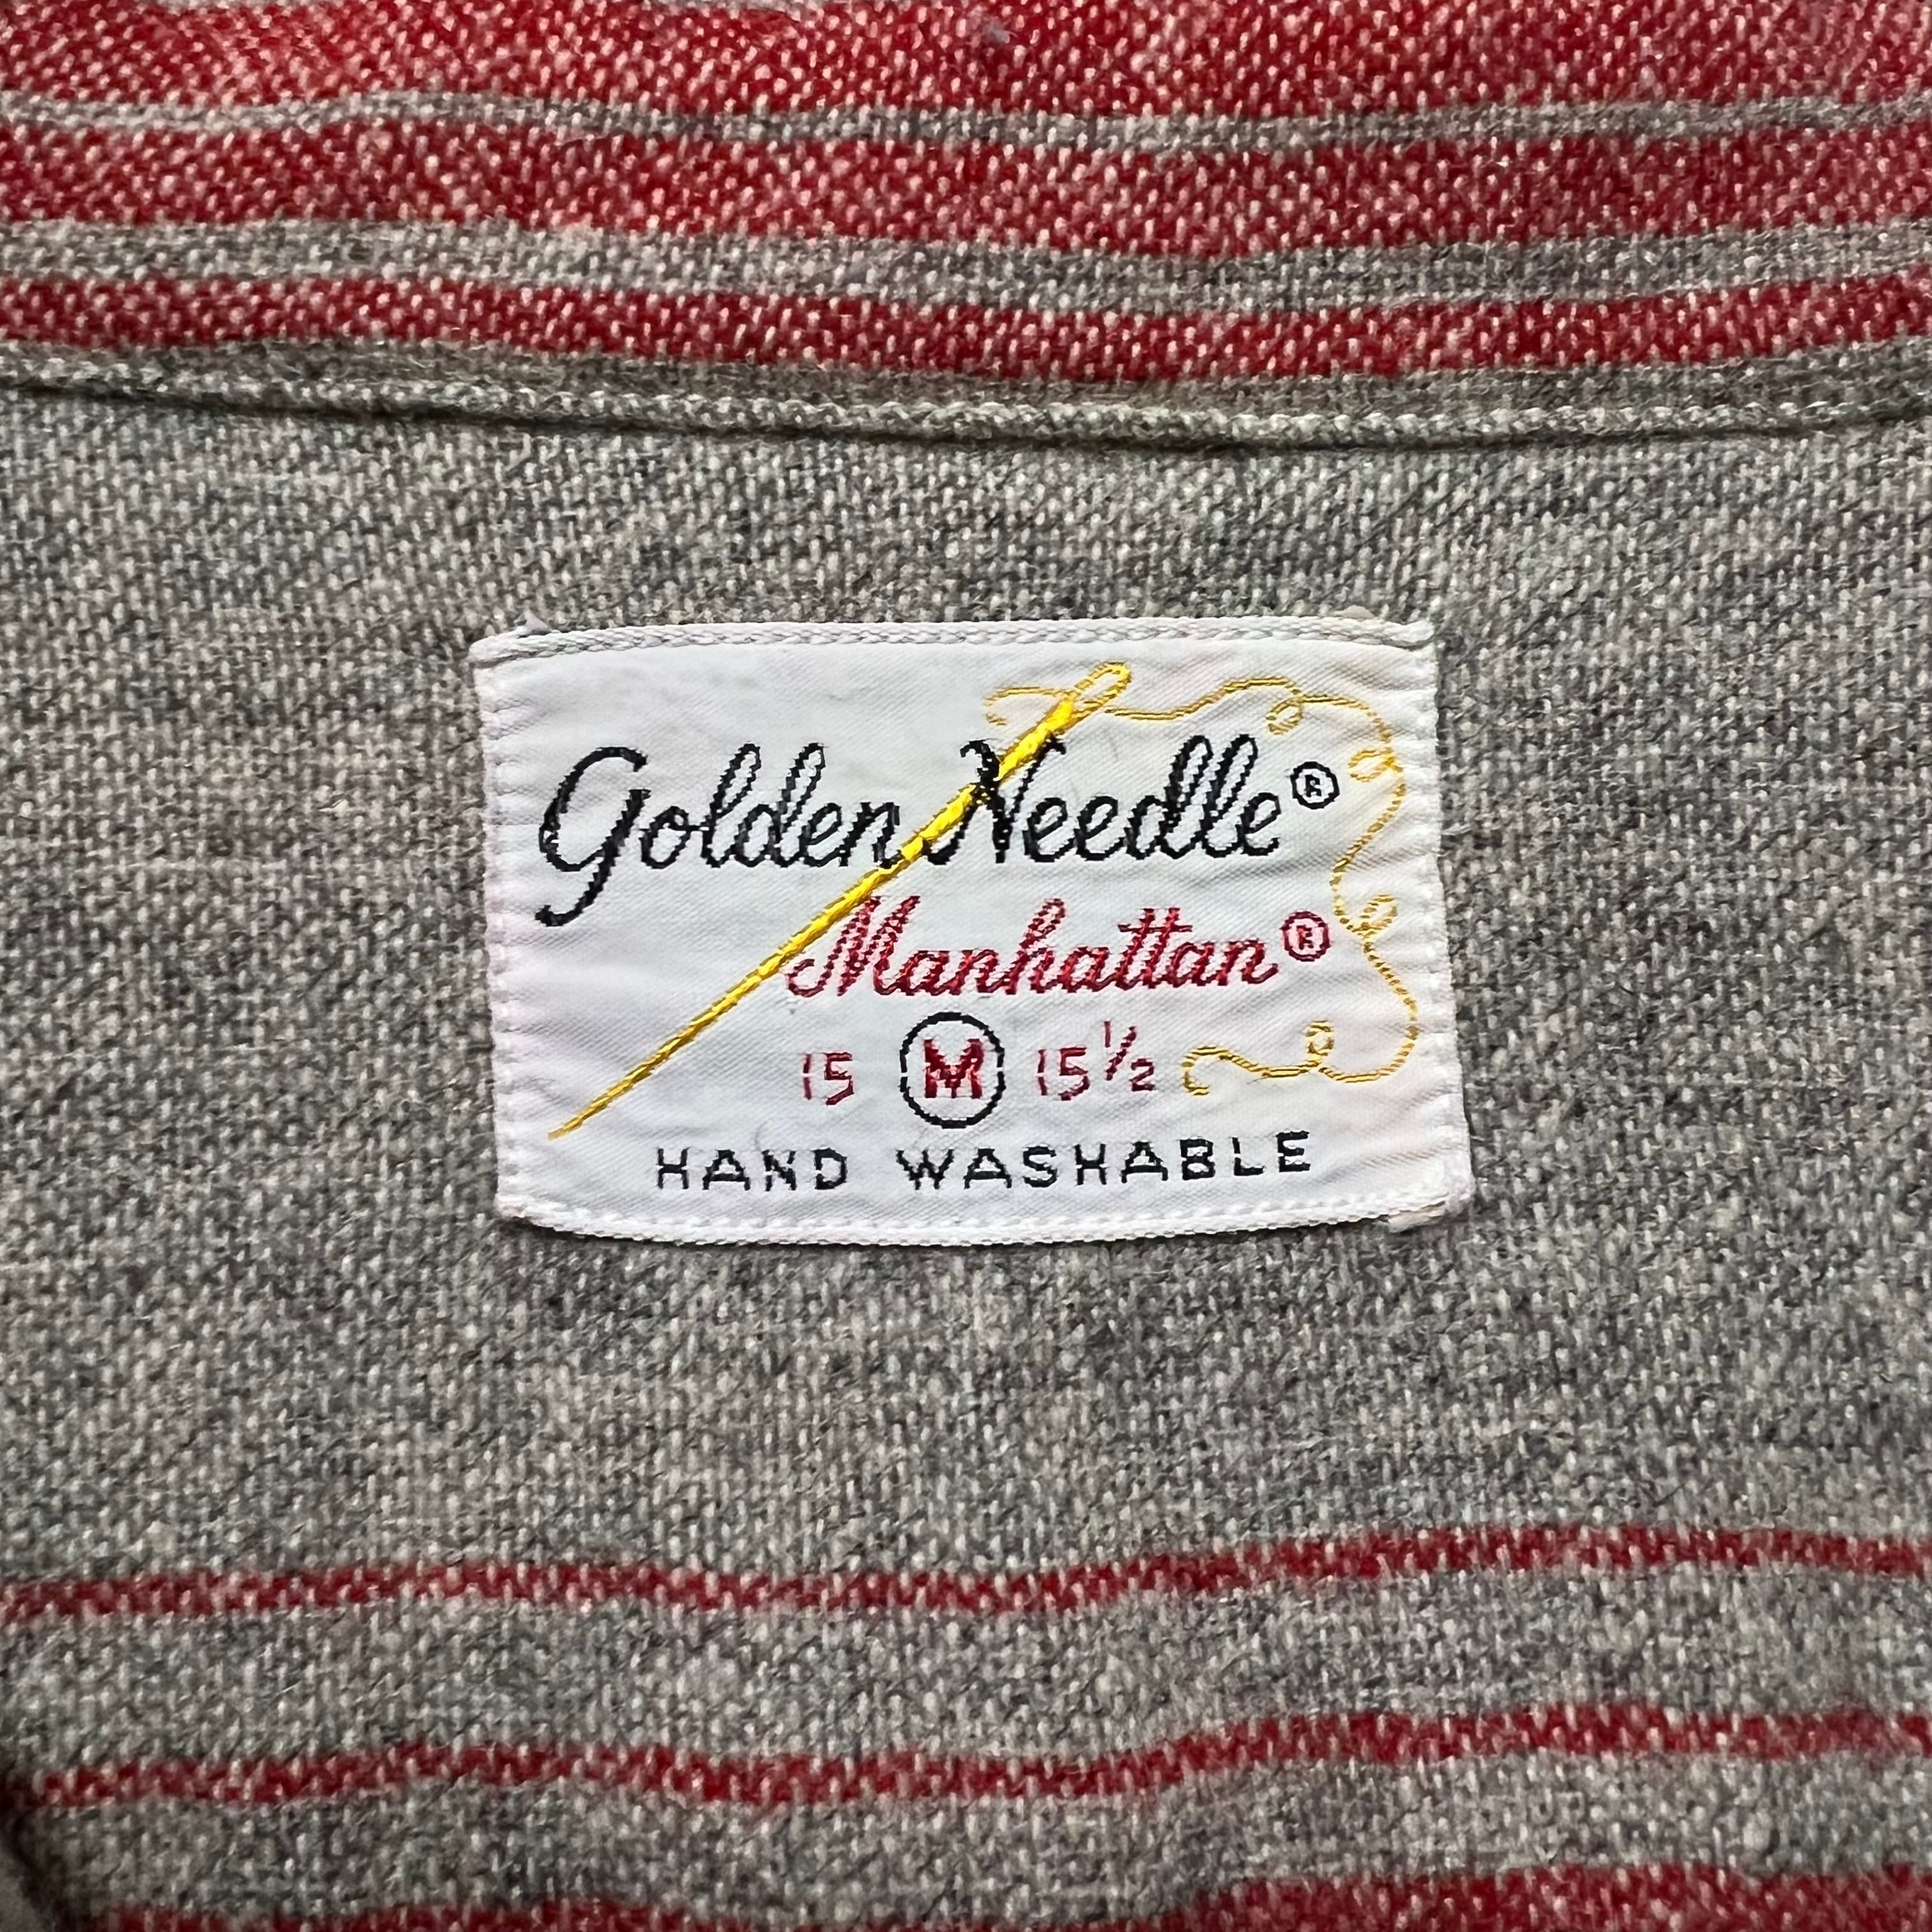 Golden Needle®
Manhattan®
15 M 15½
HAND WASHABLE